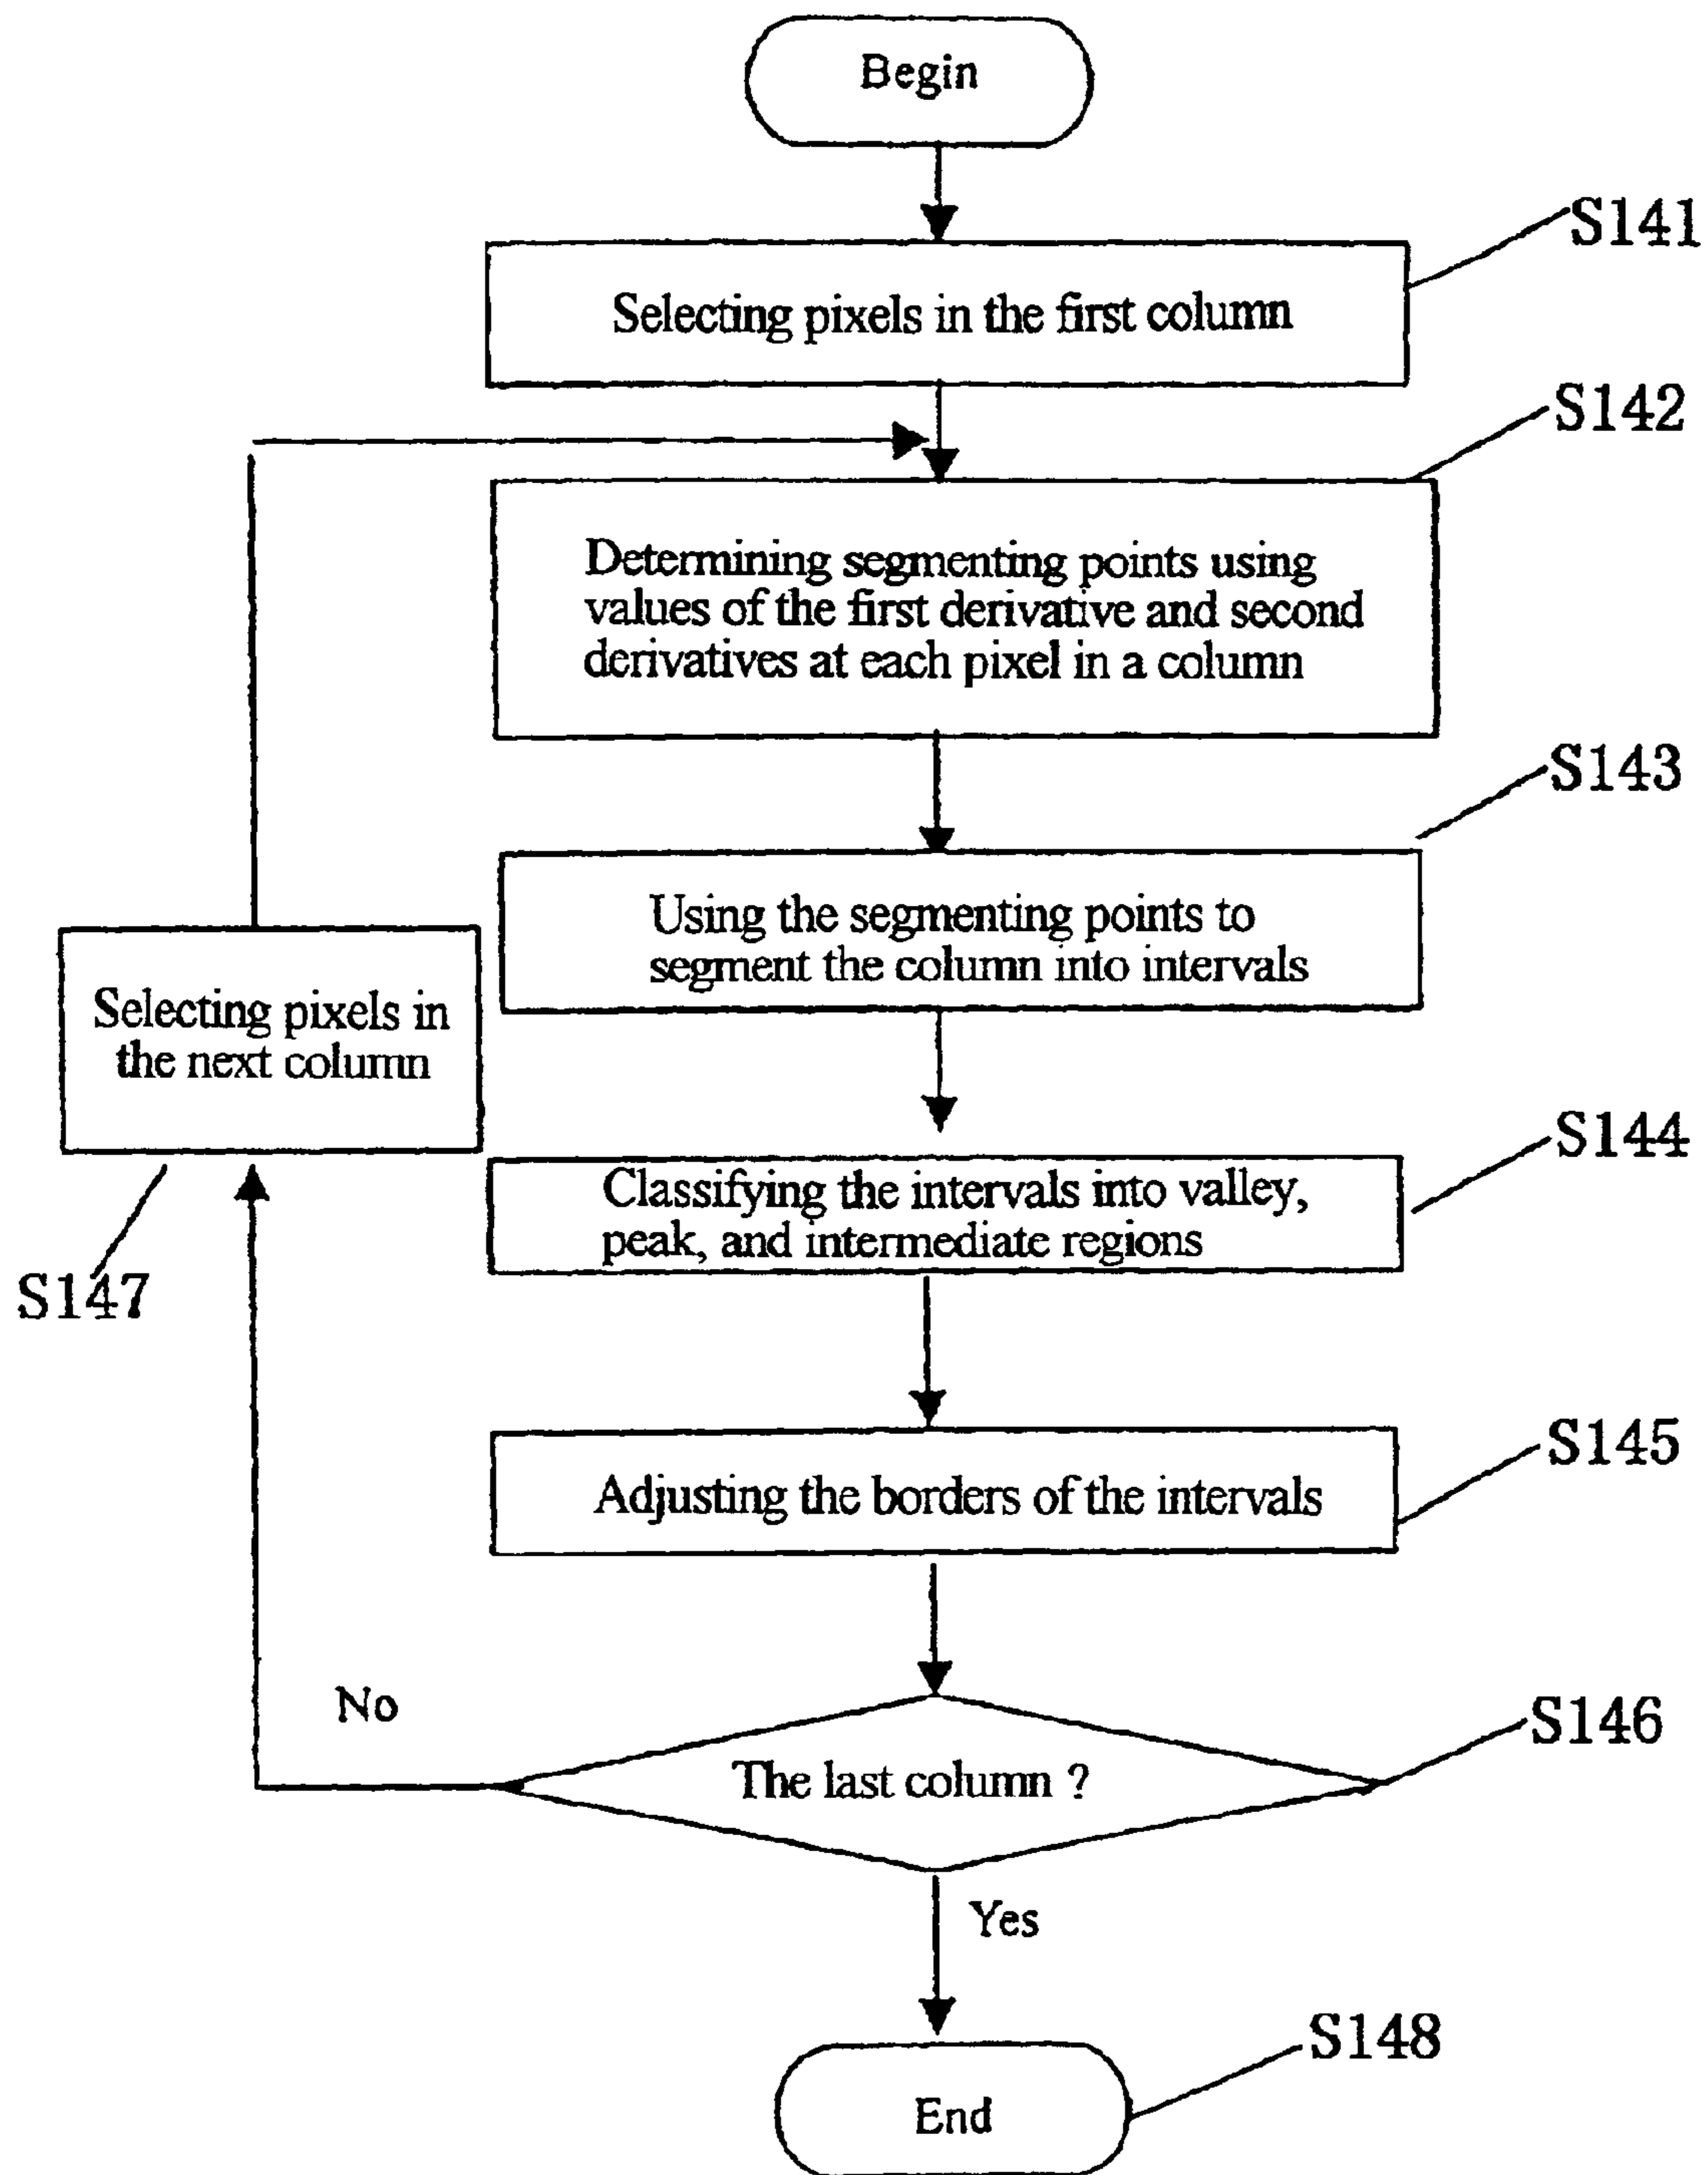 Begin
S141
Selecting pixels in the first column
S142
Determining segmenting points using
values of the first derivative and second
derivatives at each pixel in a column
S143
Using the segmenting points to
segment the column into intervals
Selecting pixels in
the next column
S144
Classifying the intervals into valley,
peak, and intermediate regions
S147
S145
Adjusting the borders of the intervals
No
S146
The last column ?
Yes
S148
End